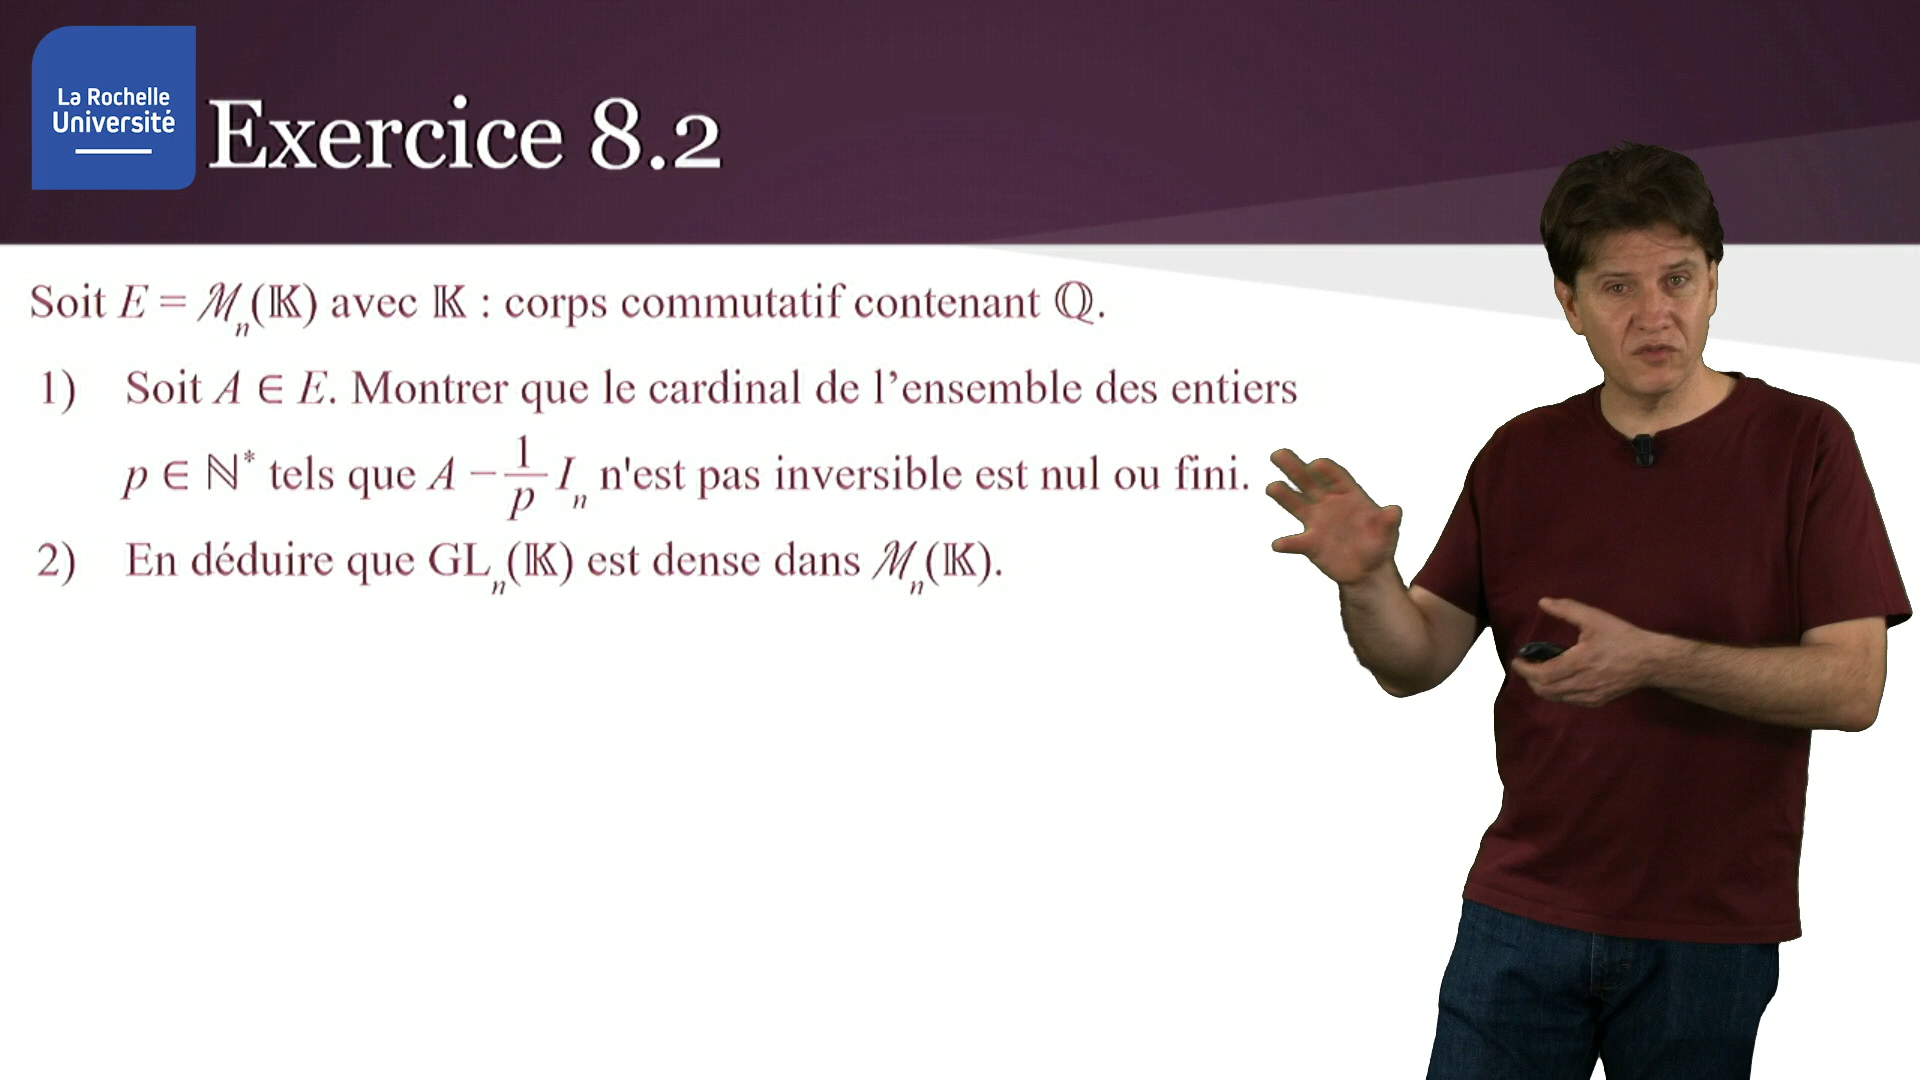 La Rochelle
Université
Exercice 8.2
Soit E = ℳₙ(𝕂) avec 𝕂 : corps commutatif contenant ℚ.
1) Soit A ∈ E. Montrer que le cardinal de l’ensemble des entiers
p ∈ ℕ* tels que A − 1/p Iₙ n'est pas inversible est nul ou fini.
2) En déduire que GLₙ(𝕂) est dense dans ℳₙ(𝕂).